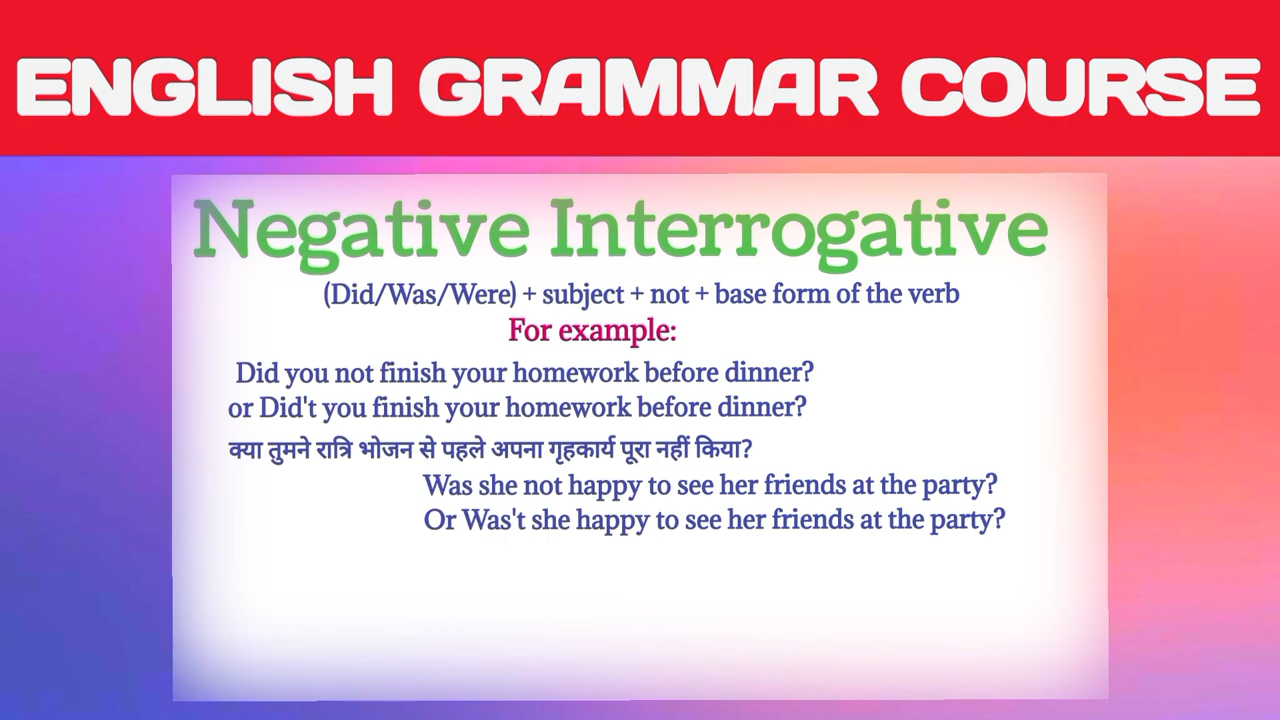 ENGLISH GRAMMAR COURSE
Negative Interrogative
(Did/Was/Were) + subject + not + base form of the verb
For example:
Did you not finish your homework before dinner?
or Did't you finish your homework before dinner?
क्या तुमने रात्रि भोजन से पहले अपना गृहकार्य पूरा नहीं किया?
Was she not happy to see her friends at the party?
Or Was't she happy to see her friends at the party?